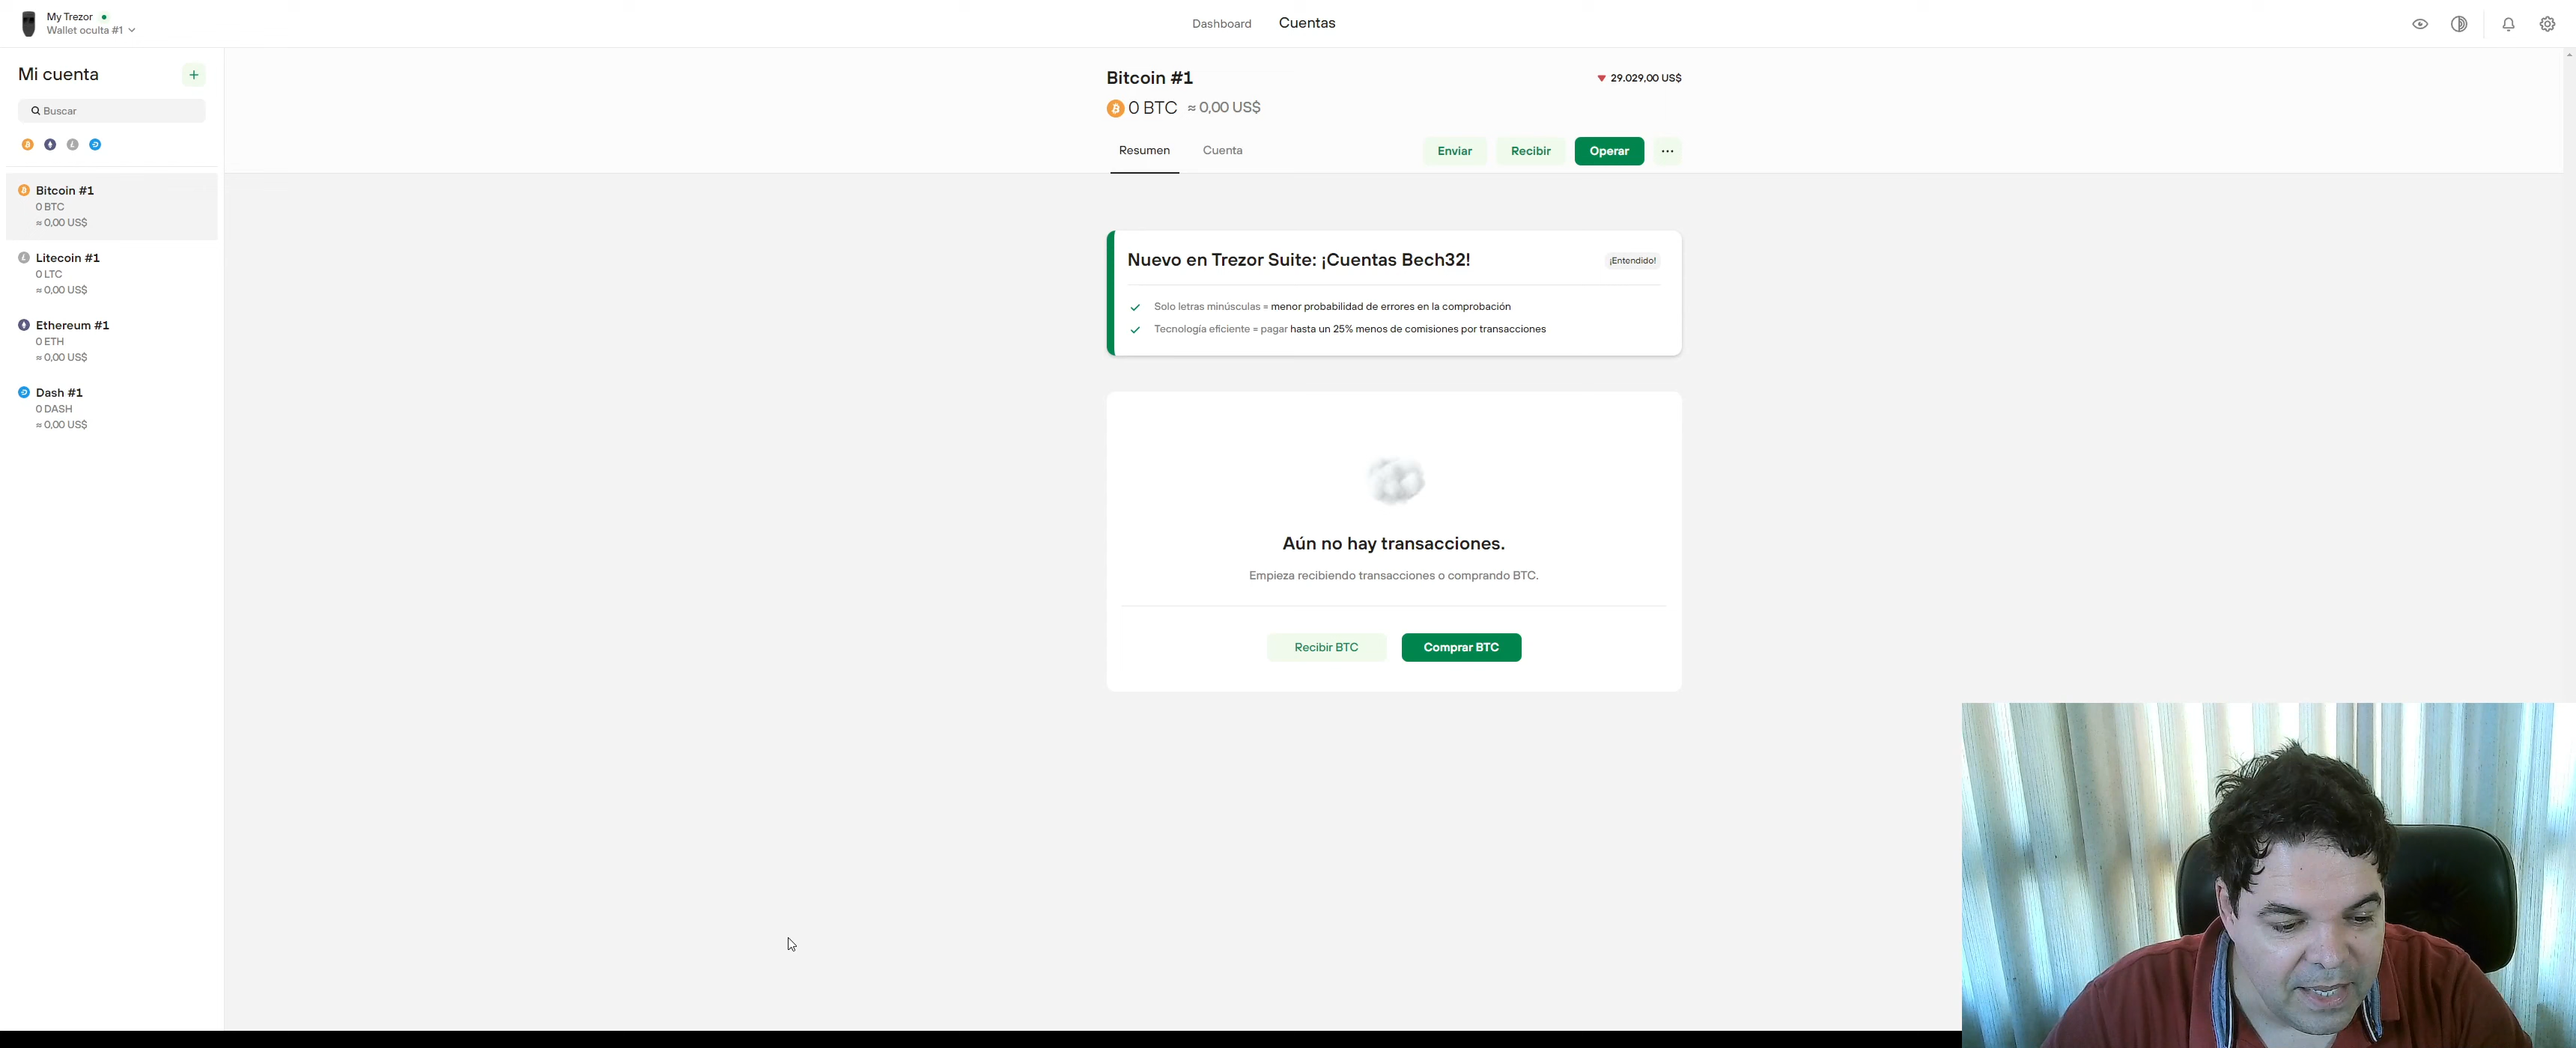 My Trezor
Wallet oculta #1
Dashboard
Cuentas
Mi cuenta
Buscar
Bitcoin #1
0 BTC
≈ 0,00 US$
Litecoin #1
0 LTC
≈ 0,00 US$
Ethereum #1
0 ETH
≈ 0,00 US$
Dash #1
0 DASH
≈ 0,00 US$
Bitcoin #1
29.029,00 US$
0 BTC ≈ 0,00 US$
Resumen
Cuenta
Enviar
Recibir
Operar
Nuevo en Trezor Suite: ¡Cuentas Bech32!
¡Entendido!
Solo letras minúsculas = menor probabilidad de errores en la comprobación
Tecnología eficiente = pagar hasta un 25% menos de comisiones por transacciones
Aún no hay transacciones.
Empieza recibiendo transacciones o comprando BTC.
Recibir BTC
Comprar BTC